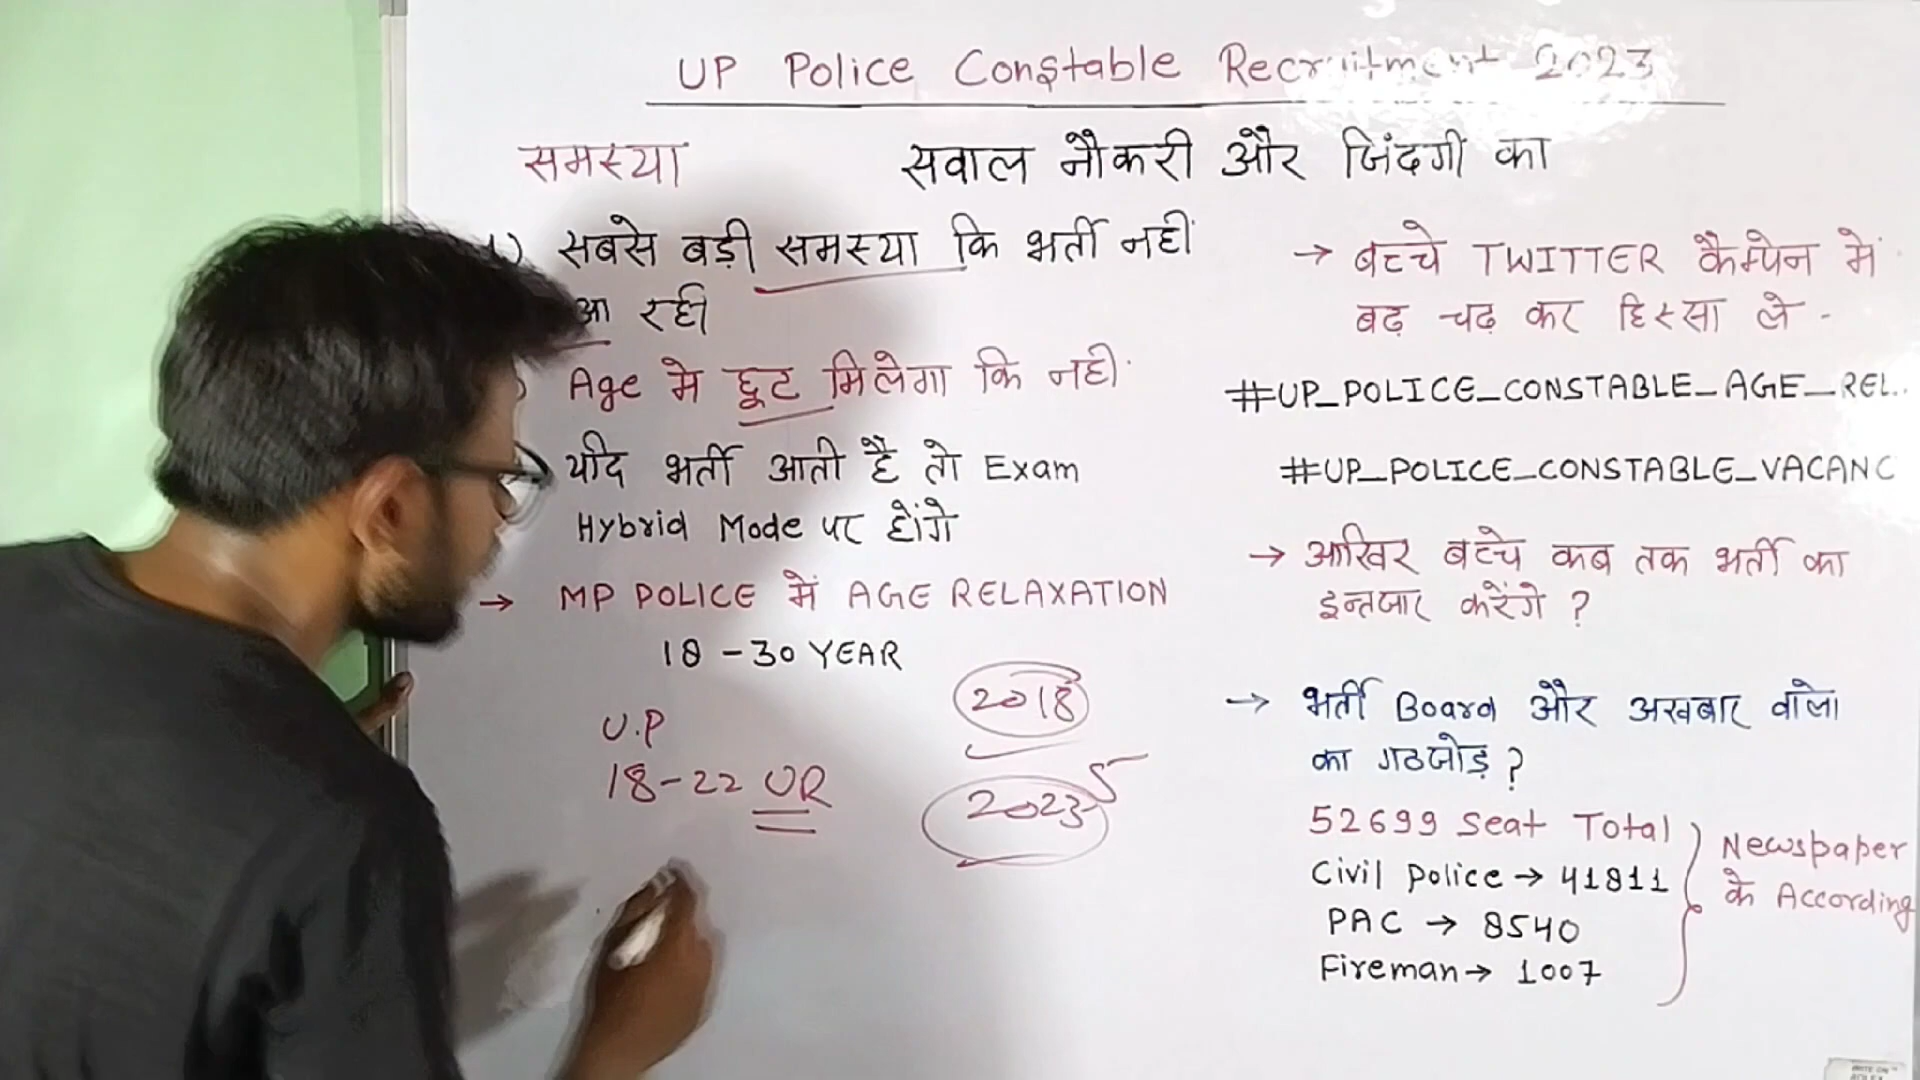 UP Police Constable Recruitment 2023
समस्या
सवाल नौकरी और जिंदगी का
1) सबसे बड़ी समस्या कि भर्ती नहीं
आ रही
Age मे छूट मिलेगा कि नही
यदि भर्ती आती है तो Exam
Hybrid Mode पर होंगे
→ MP POLICE में AGE RELAXATION
18 - 30 YEAR
U.P
18-22 UR
2018
2023 5
→ बच्चे TWITTER कैम्पेन में
बढ़ चढ़ कर हिस्सा ले -
#UP_POLICE_CONSTABLE_AGE_REL..
#UP_POLICE_CONSTABLE_VACANC
→ आखिर बच्चे कब तक भर्ती का
इन्तजार करेंगे ?
→ भर्ती Board और अखबार वाला
का गठजोड़ ?
52699 Seat Total
Civil Police → 41811
PAC → 8540
Fireman → 1007
Newspaper
के According